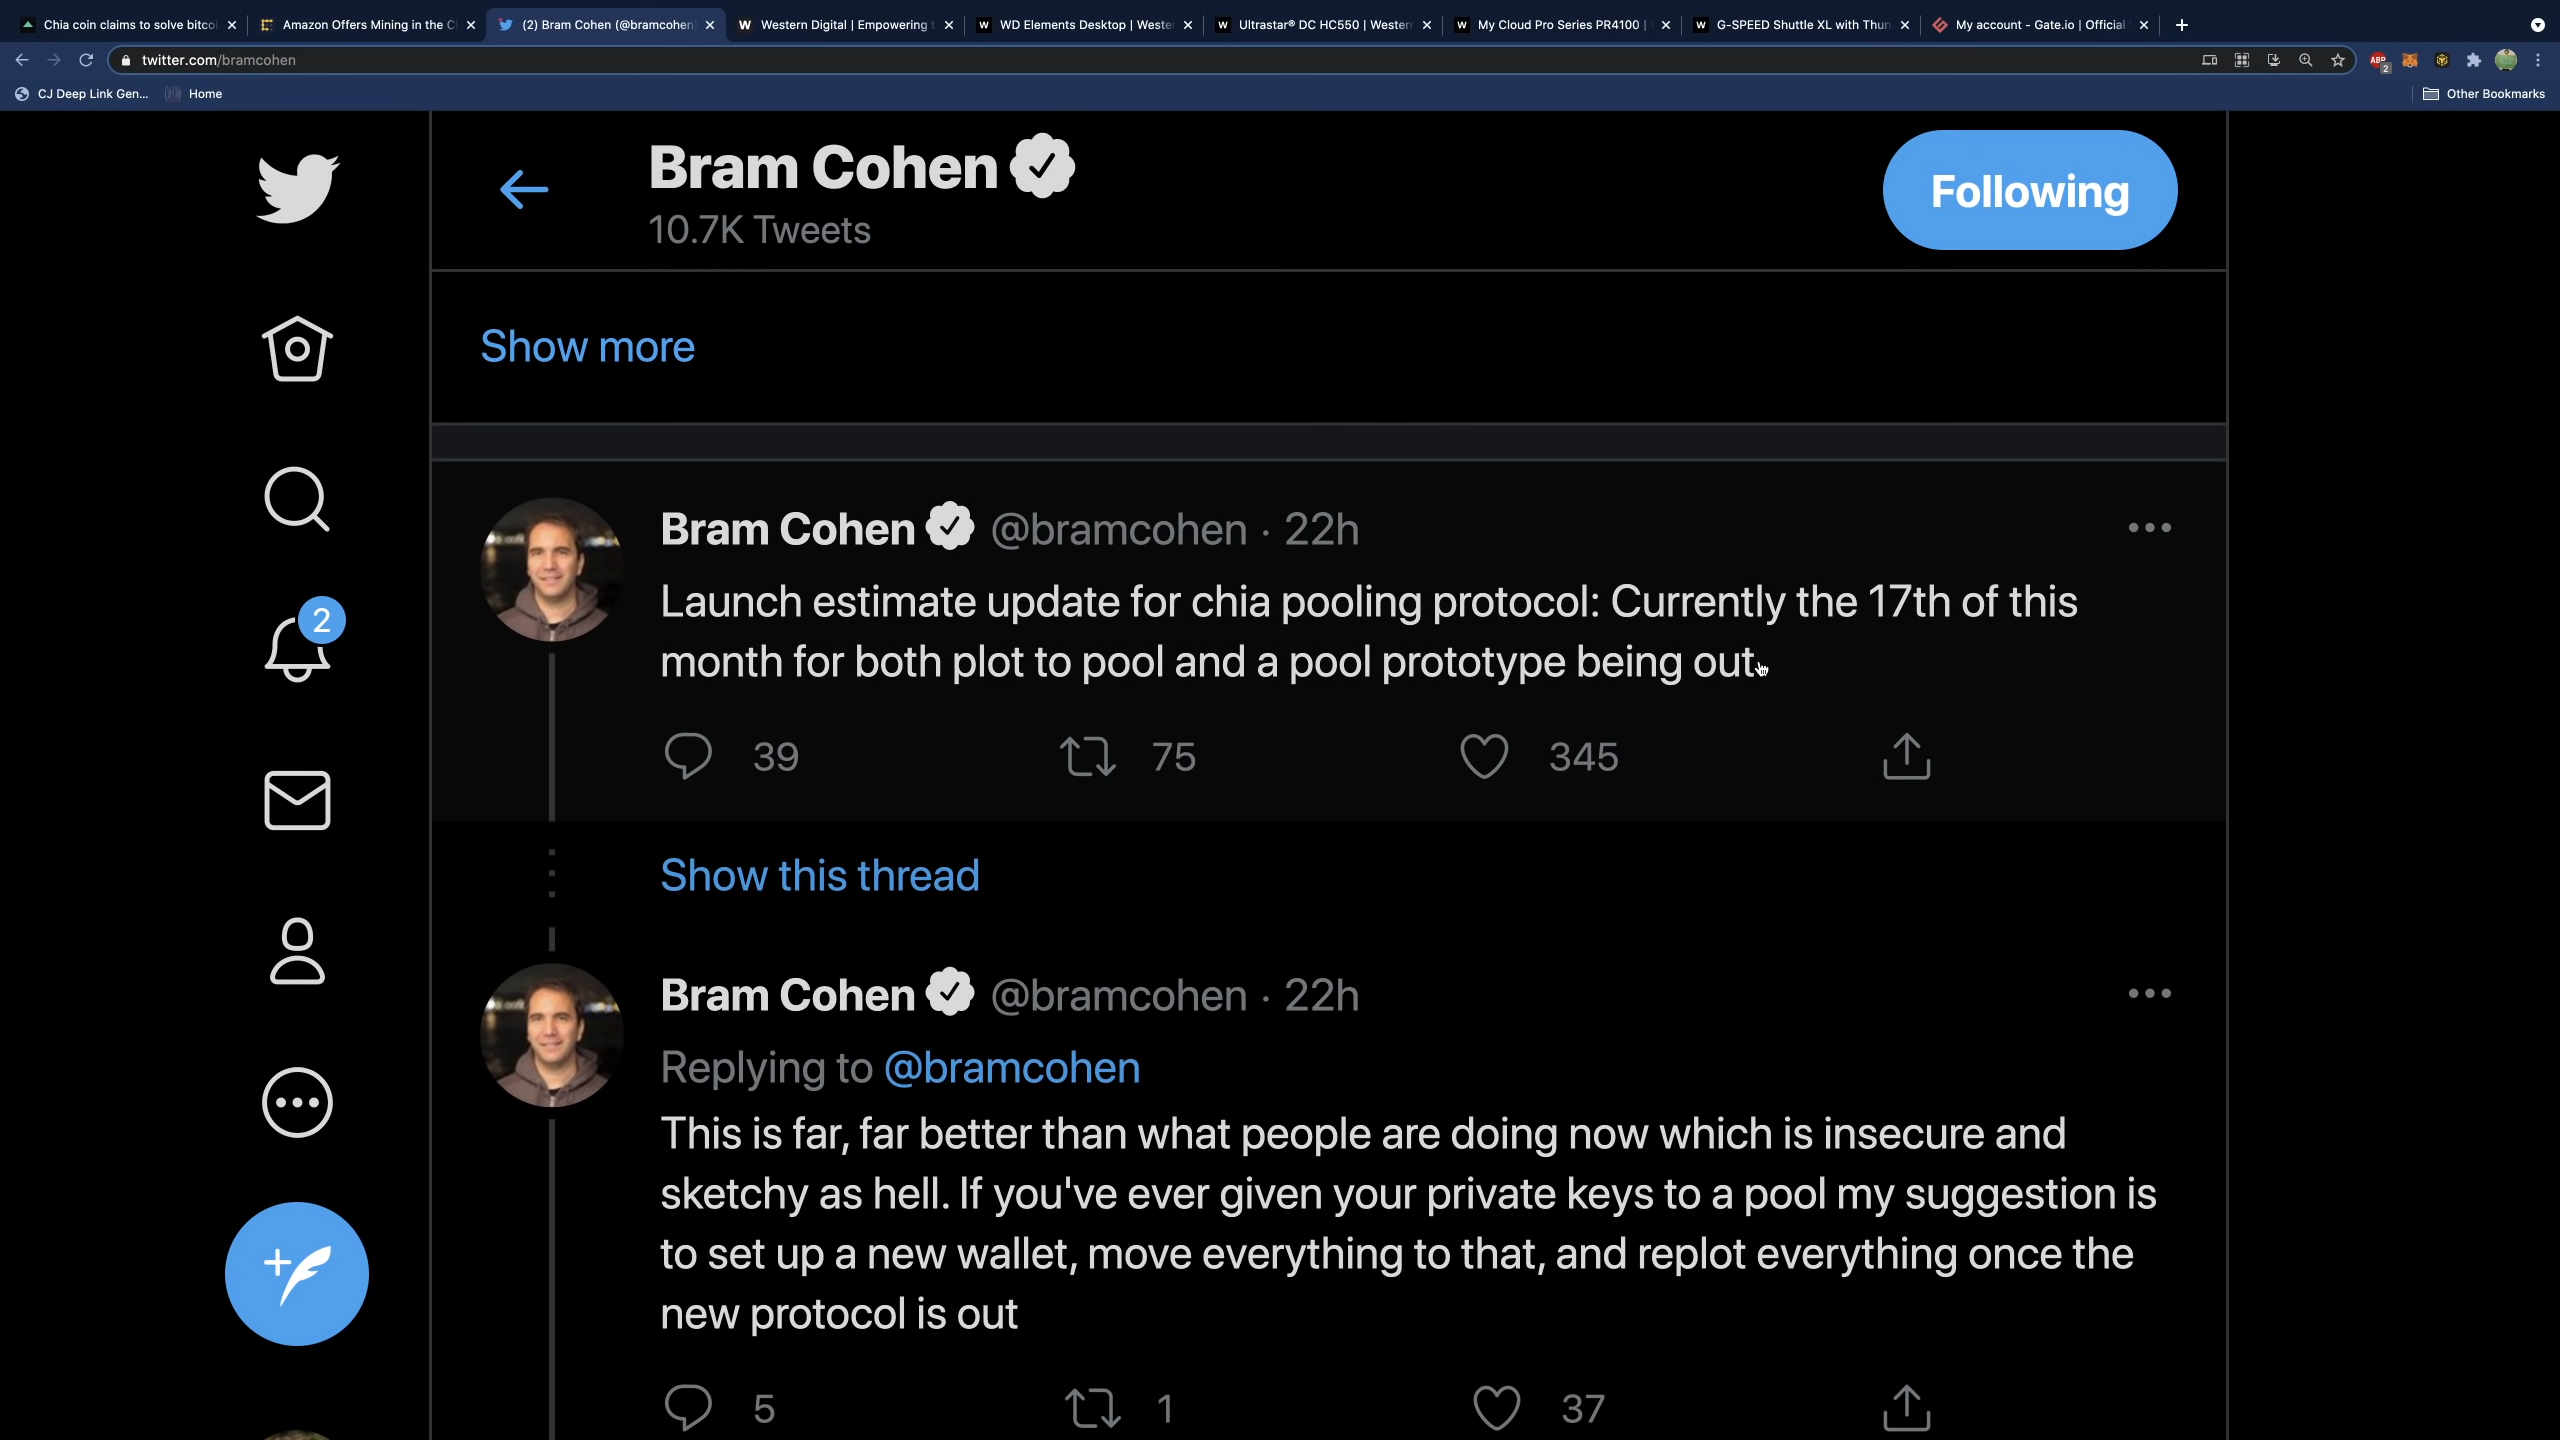 Chia coin claims to solve bitcoi
Amazon Offers Mining in the C
(2) Bram Cohen (@bramcohen)
Western Digital | Empowering t
WD Elements Desktop | Weste
Ultrastar® DC HC550 | Wester
My Cloud Pro Series PR4100 |
G-SPEED Shuttle XL with Thun
My account - Gate.io | Official
twitter.com/bramcohen
ABP
2
CJ Deep Link Gen...
Home
Other Bookmarks
Bram Cohen
10.7K Tweets
Following
Show more
2
Bram Cohen @bramcohen · 22h
Launch estimate update for chia pooling protocol: Currently the 17th of this
month for both plot to pool and a pool prototype being out.
39 75 345
Show this thread
Bram Cohen @bramcohen · 22h
Replying to @bramcohen
This is far, far better than what people are doing now which is insecure and
sketchy as hell. If you've ever given your private keys to a pool my suggestion is
to set up a new wallet, move everything to that, and replot everything once the
new protocol is out
5 1 37